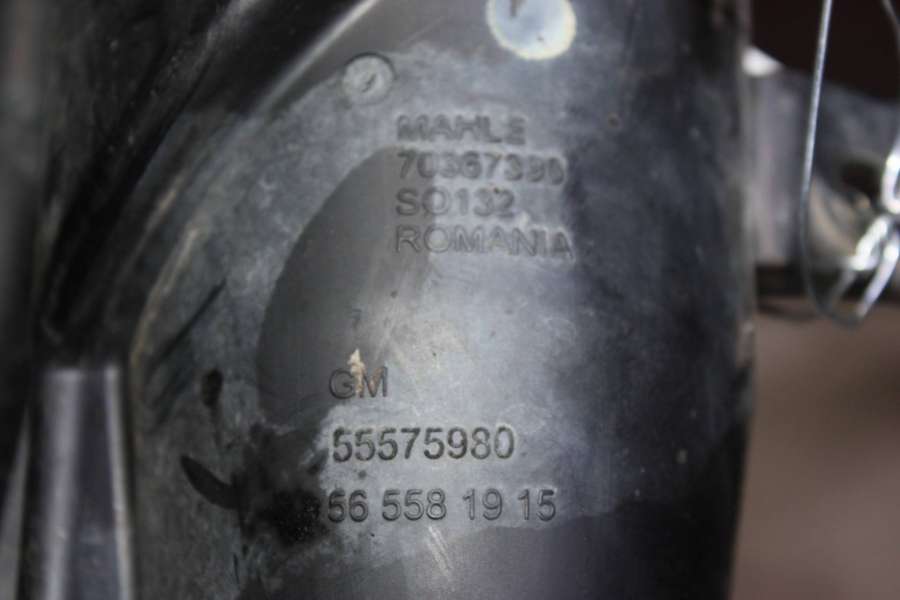 MAHLE
70367390
SO132
ROMANIA
GM
55575980
56 558 19 15